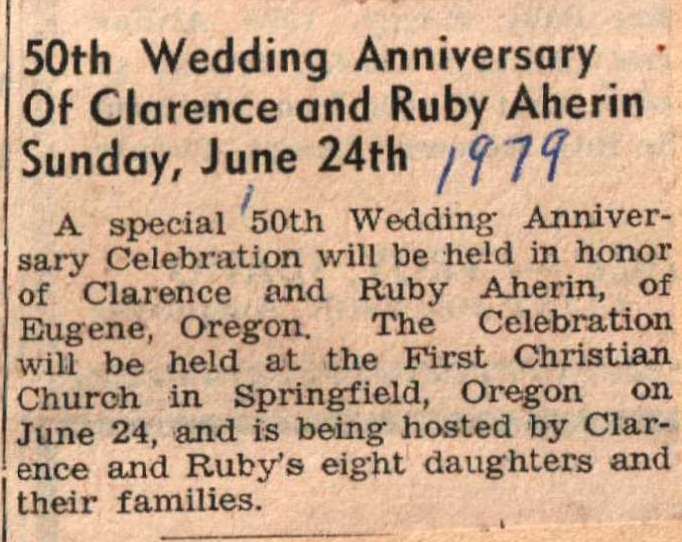 50th Wedding Anniversary
Of Clarence and Ruby Aherin
Sunday, June 24th 1979
A special 50th Wedding Anniver-
sary Celebration will be held in honor
of Clarence and Ruby Aherin, of
Eugene, Oregon. The Celebration
will be held at the First Christian
Church in Springfield, Oregon on
June 24, and is being hosted by Clar-
ence and Ruby's eight daughters and
their families.